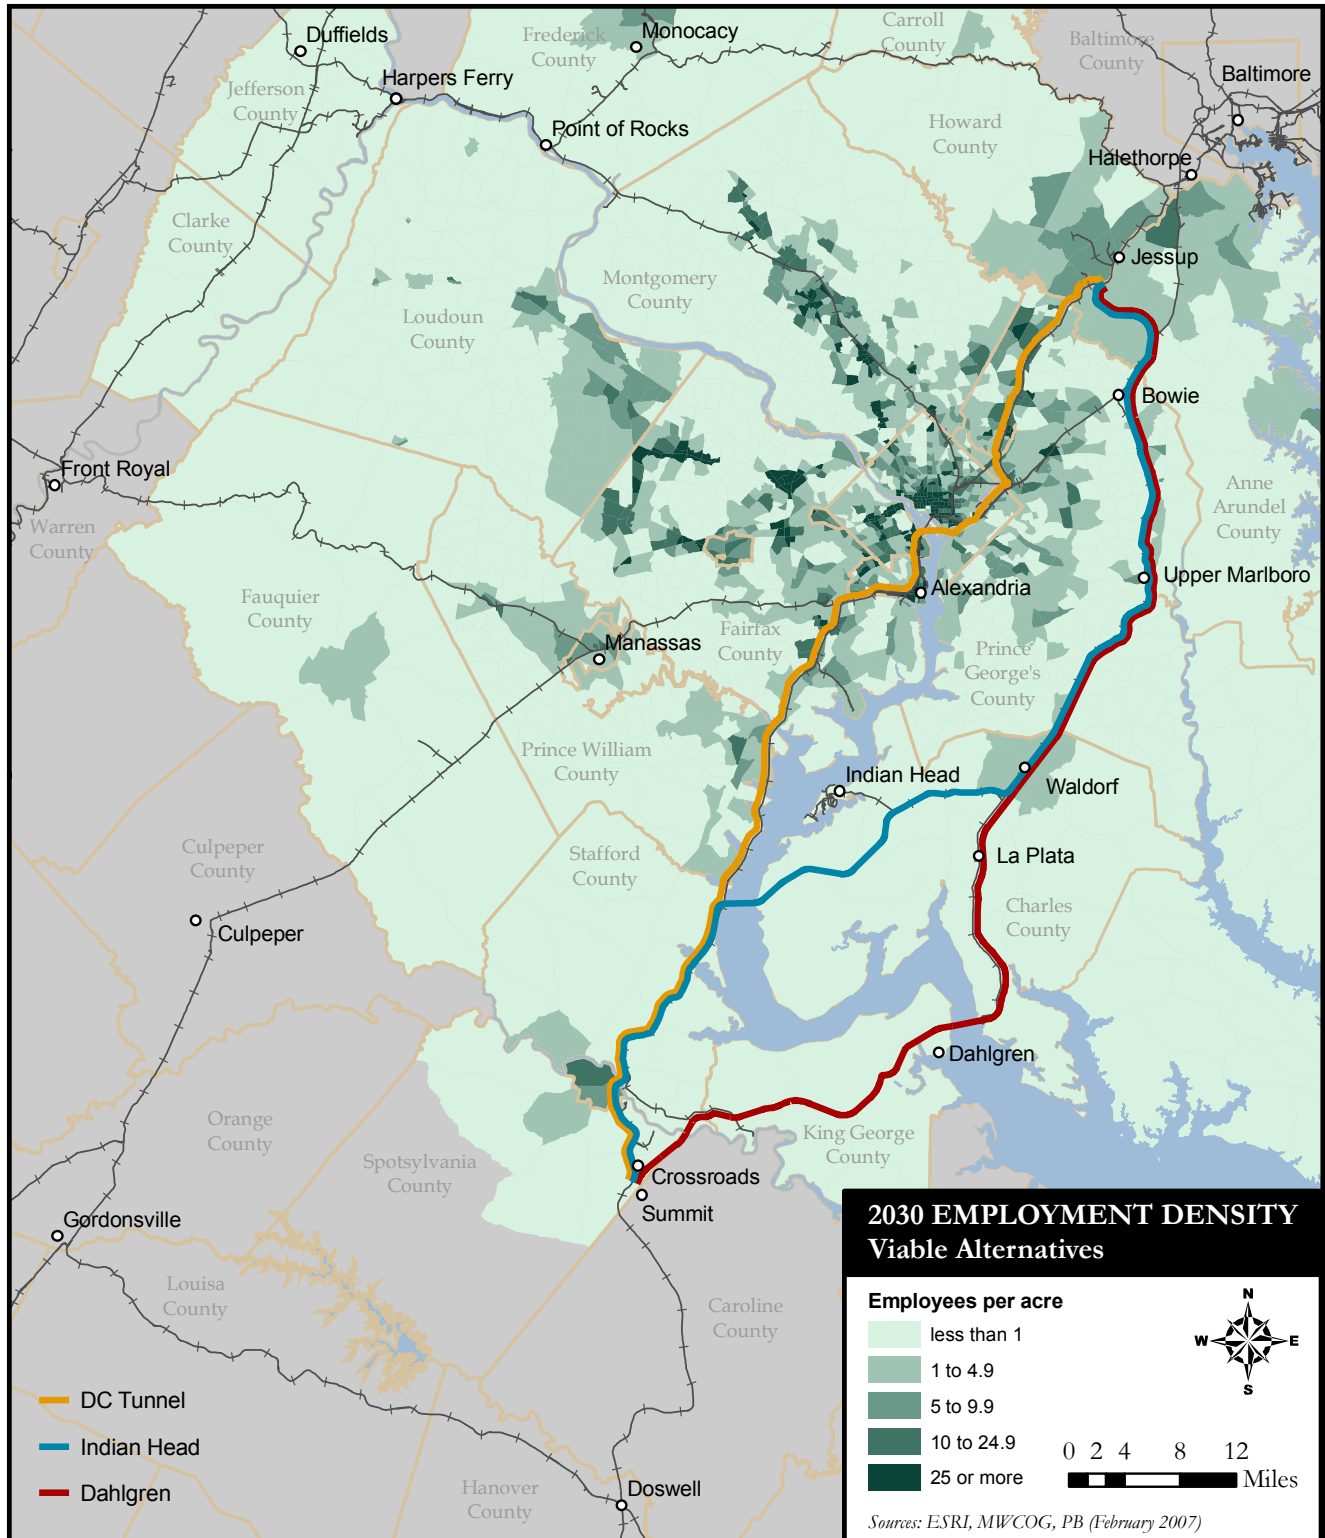 Duffields
Frederick
County
Monocacy
Carroll
County
Baltimore
County
Baltimore
Harpers Ferry
Jefferson
County
Point of Rocks
Howard
County
Halethorpe
Clarke
County
Jessup
Montgomery
County
Loudoun
County
Bowie
Front Royal
Warren
County
Anne
Arundel
County
Upper Marlboro
Alexandria
Fauquier
County
Manassas
Fairfax
County
Prince
George's
County
Prince William
County
Indian Head
Waldorf
Culpeper
County
Stafford
County
La Plata
Charles
County
Culpeper
Dahlgren
Orange
County
King George
County
Spotsylvania
County
Crossroads
Summit
Gordonsville
Louisa
County
Caroline
County
Hanover
County
Doswell
DC Tunnel
Indian Head
Dahlgren
2030 EMPLOYMENT DENSITY
Viable Alternatives
Employees per acre
less than 1
1 to 4.9
5 to 9.9
10 to 24.9
25 or more
N
W E
S
0 2 4 8 12
Miles
Sources: ESRI, MWCOG, PB (February 2007)